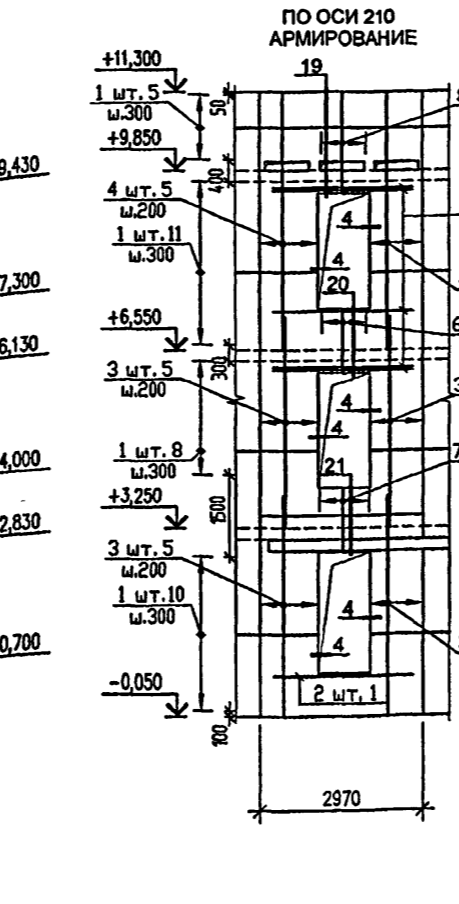 ПО ОСИ 210
АРМИРОВАНИЕ
+11,300
19
1 шт. 5
ш.300
50
+9,850
9,430
400
4 шт. 5
ш.200
4
1 шт.11
ш.300
4
7,300
20
+6,550
6
6,130
300
3 шт. 5
ш.200
3
4
4
4,000
1 шт. 8
ш.300
21
7
+3,250
1500
2,830
3 шт. 5
ш.200
1 шт.10
ш.300
4
4
0,700
-0,050
2 шт. 1
100
2970